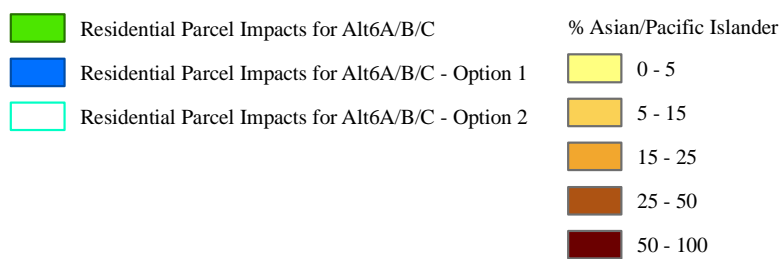 Residential Parcel Impacts for Alt6A/B/C
Residential Parcel Impacts for Alt6A/B/C - Option 1
Residential Parcel Impacts for Alt6A/B/C - Option 2
% Asian/Pacific Islander
0 - 5
5 - 15
15 - 25
25 - 50
50 - 100